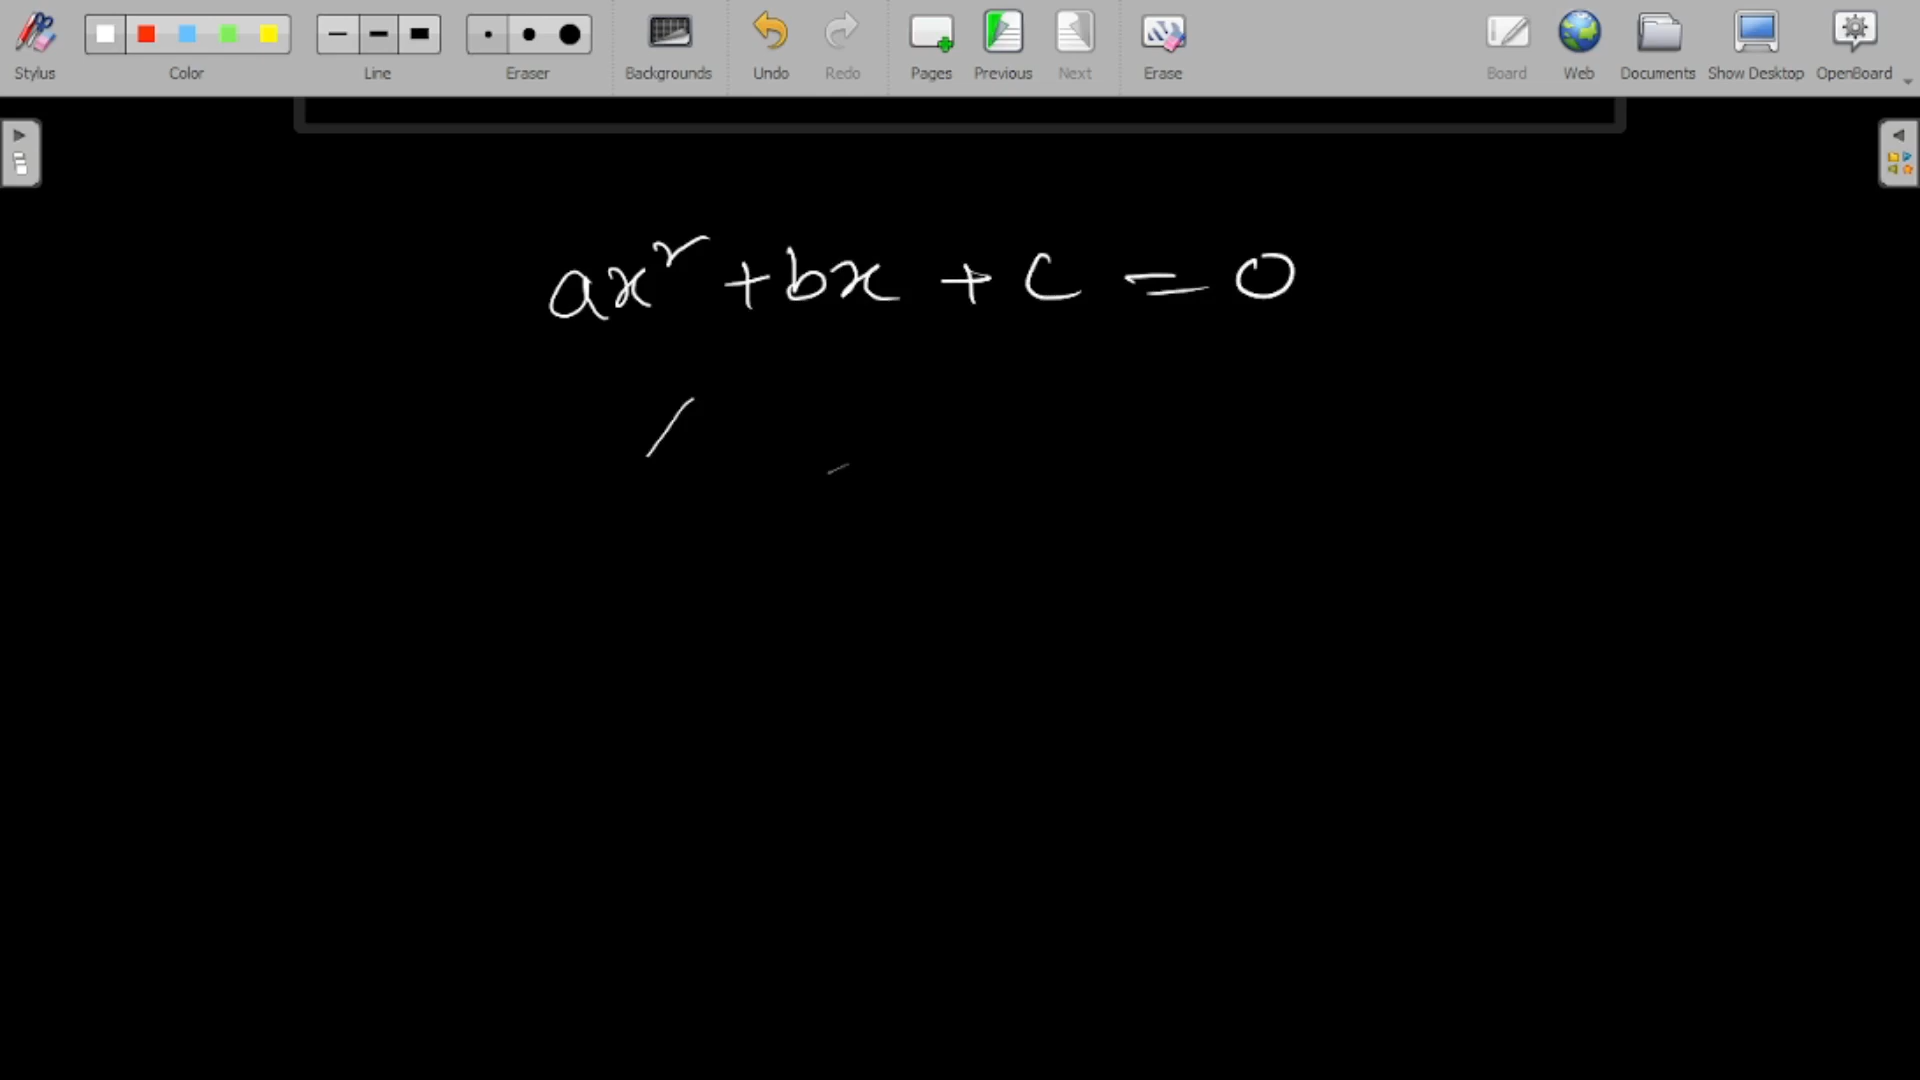 Stylus Color Line Eraser Backgrounds Undo Redo Pages Previous Next Erase Board Web Documents Show Desktop OpenBoard
ax² + bx + c = 0